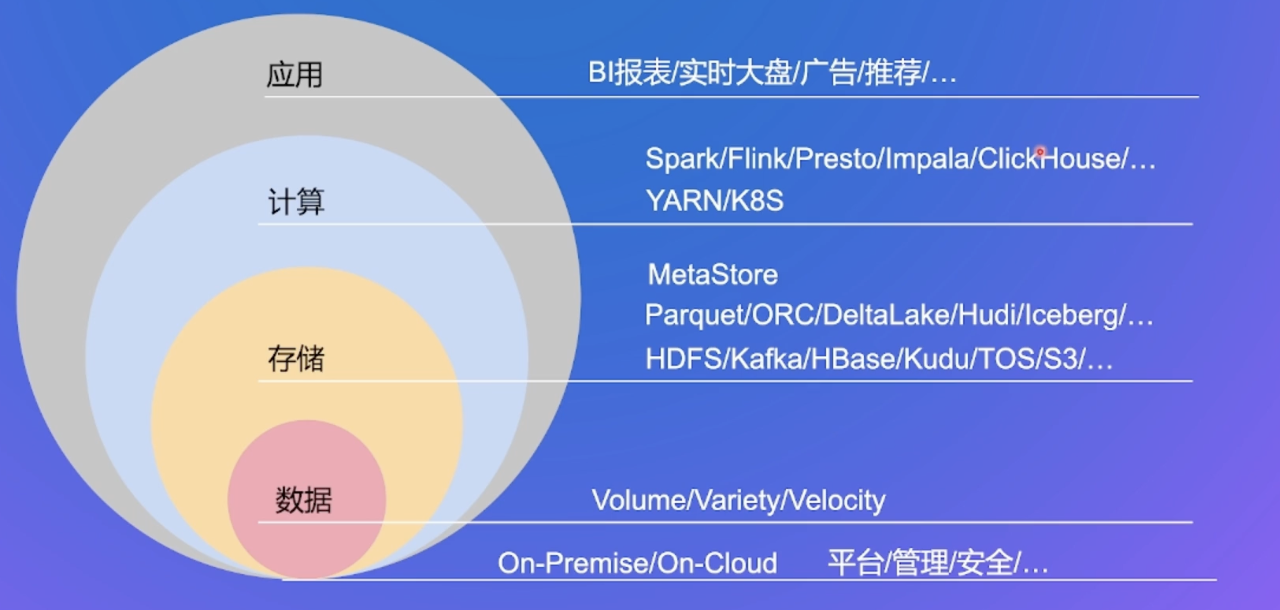 应用
BI报表/实时大盘/广告/推荐/…
Spark/Flink/Presto/Impala/ClickHouse/…
计算
YARN/K8S
MetaStore
Parquet/ORC/DeltaLake/Hudi/Iceberg/…
存储
HDFS/Kafka/HBase/Kudu/TOS/S3/…
数据
Volume/Variety/Velocity
On-Premise/On-Cloud 平台/管理/安全/…